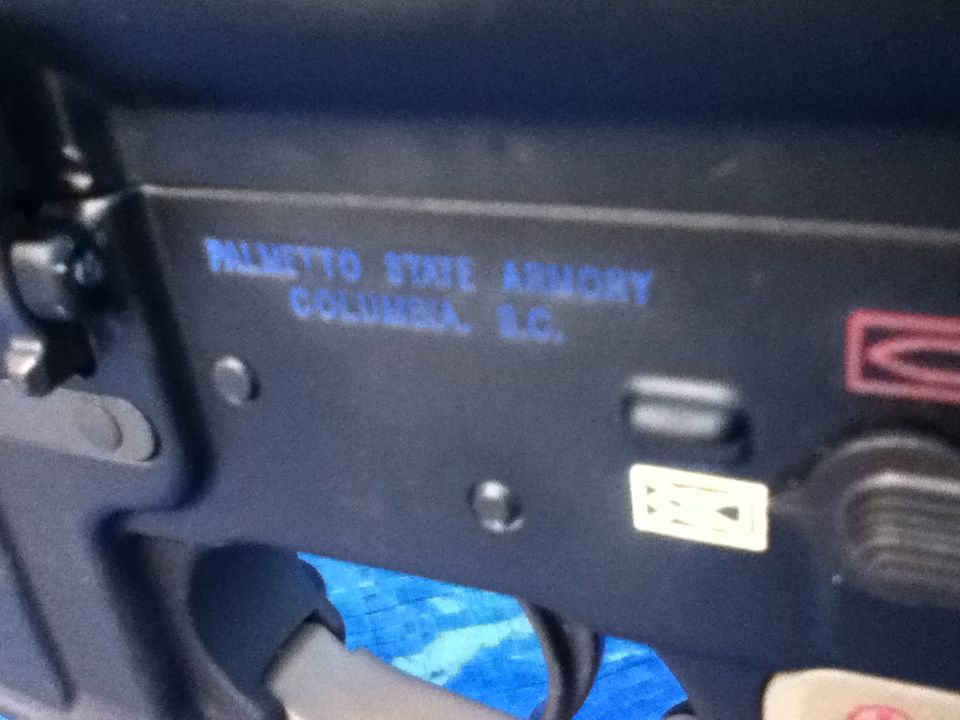 PALMETTO STATE ARMORY
COLUMBIA, S.C.